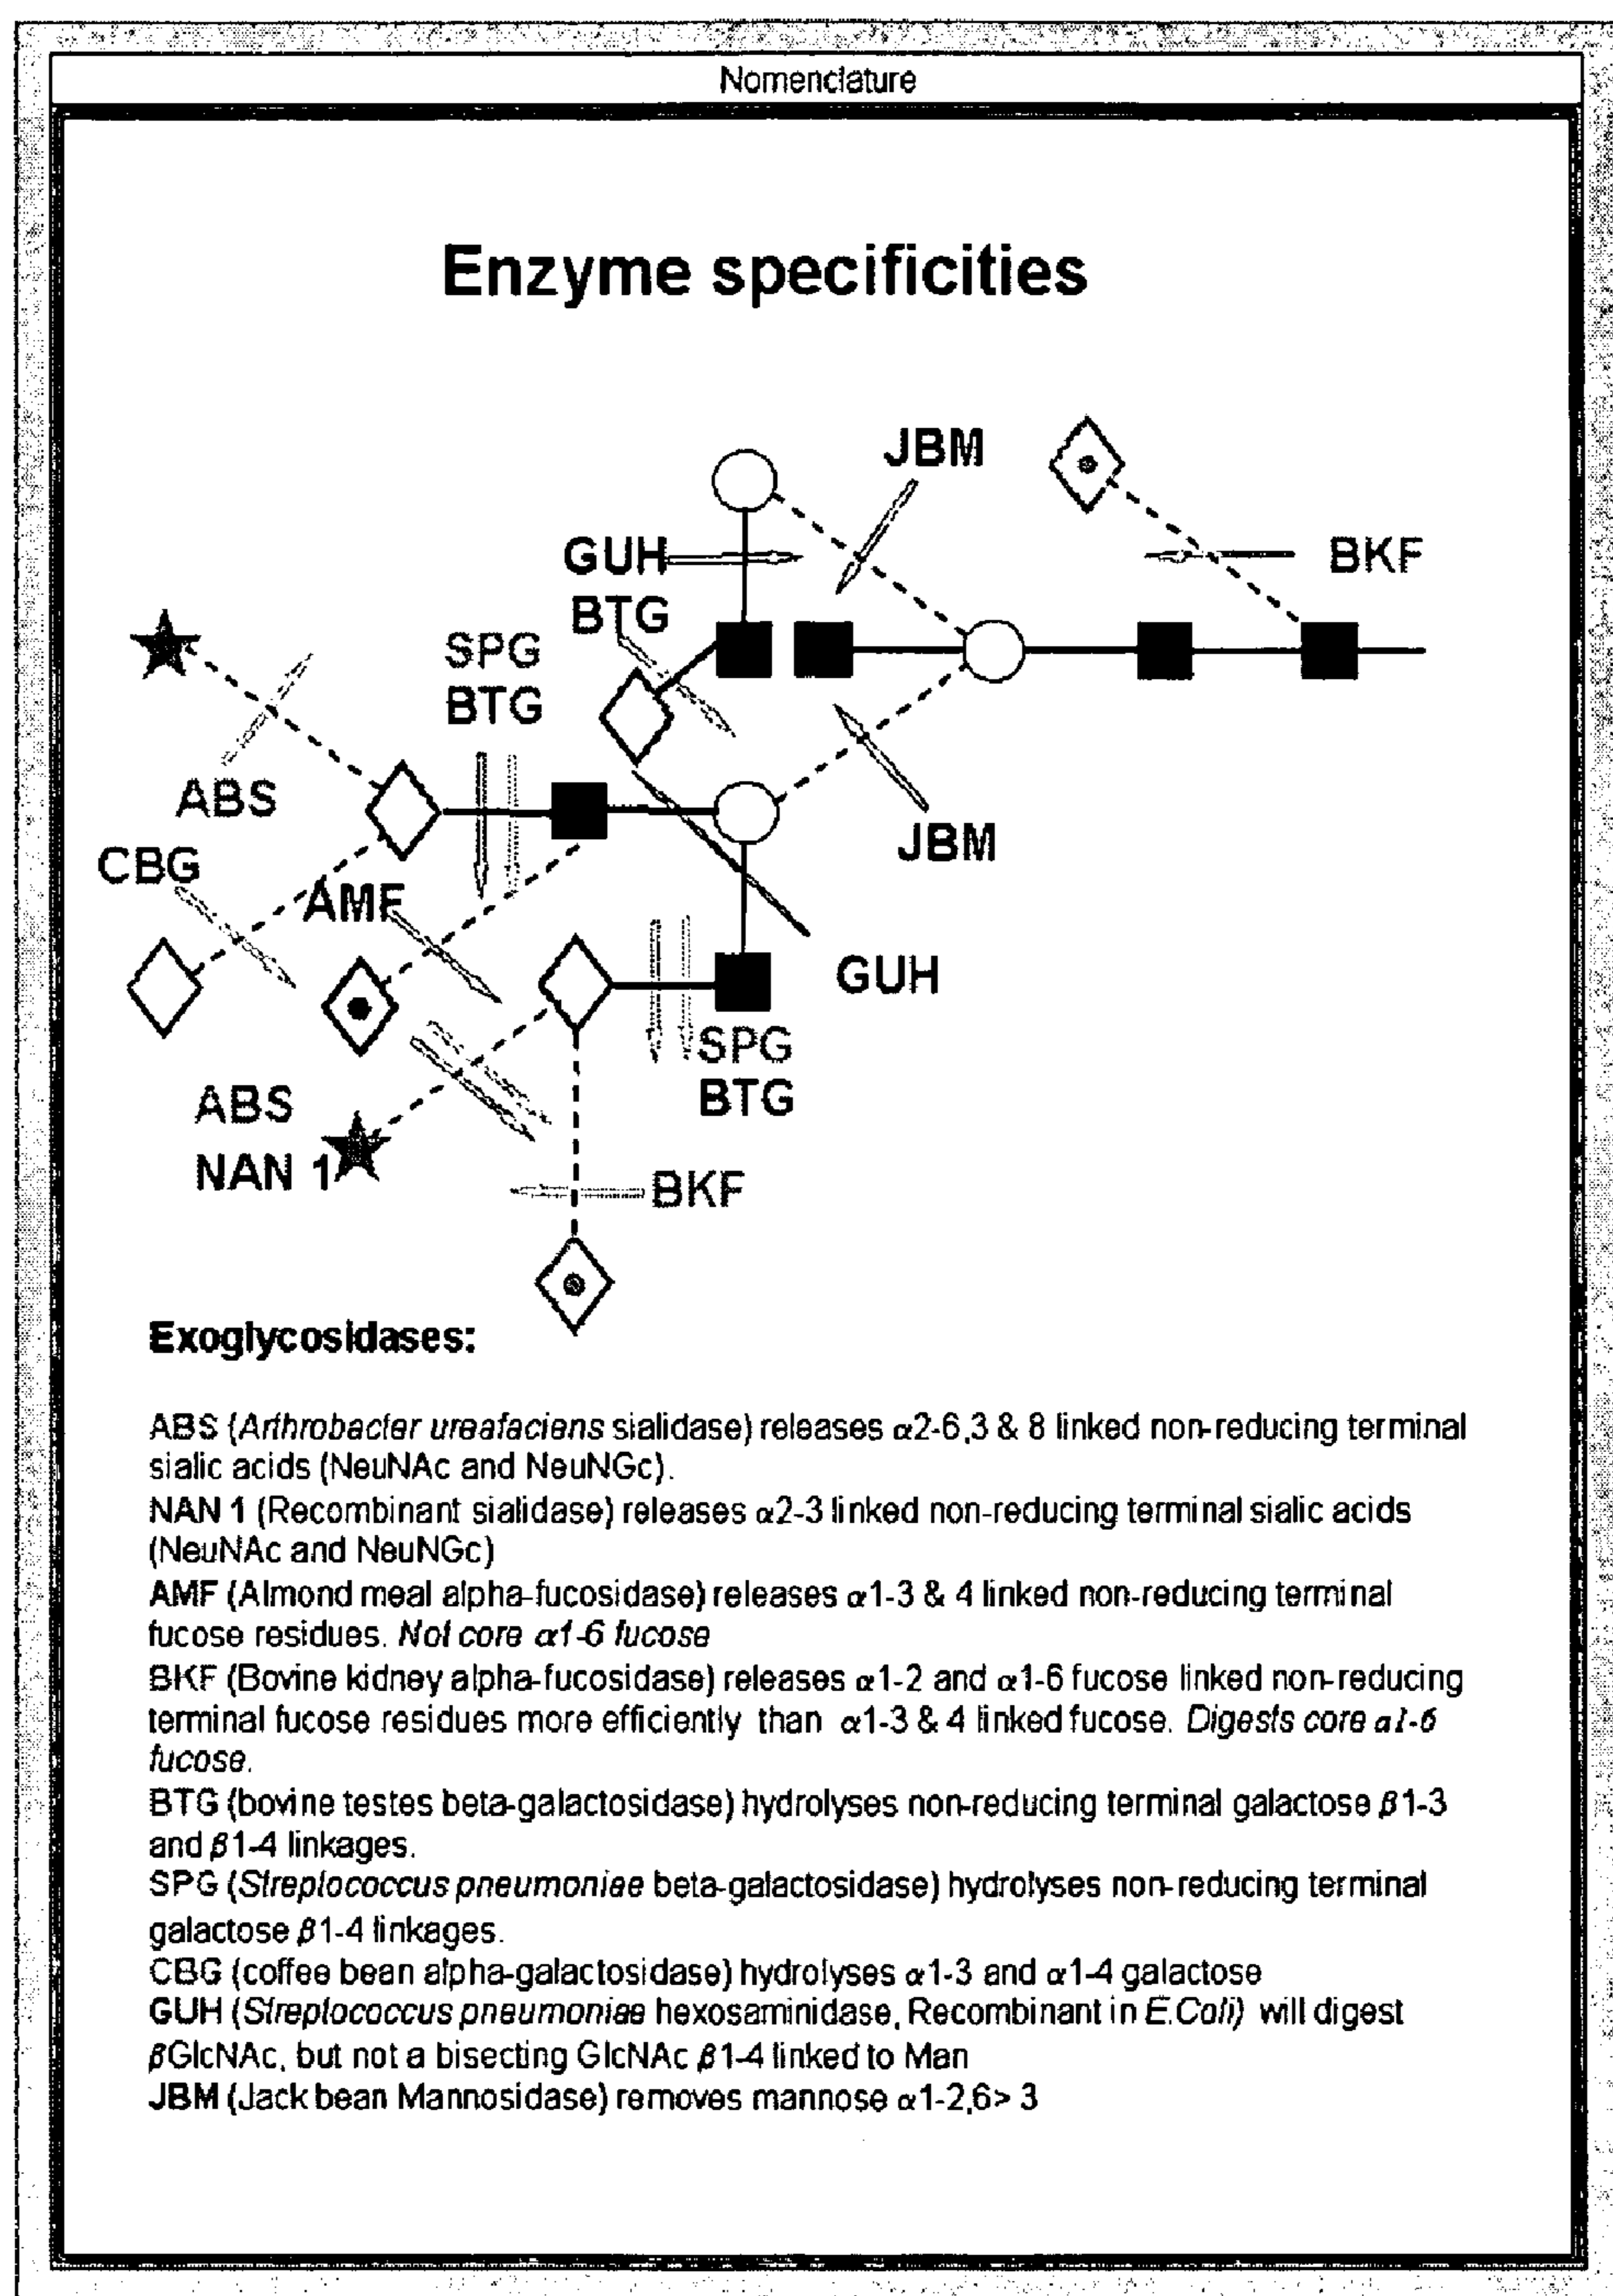 Nomenclature
Enzyme specificities
JBM
GUH
BTG
BKF
SPG
BTG
ABS
JBM
CBG
AMF
GUH
SPG
BTG
ABS
NAN 1
BKF
Exoglycosidases:
ABS (Arthrobacter ureafaciens sialidase) releases α2-6,3 & 8 linked non-reducing terminal
sialic acids (NeuNAc and NeuNGc).
NAN 1 (Recombinant sialidase) releases α2-3 linked non-reducing terminal sialic acids
(NeuNAc and NeuNGc)
AMF (Almond meal alpha-fucosidase) releases α1-3 & 4 linked non-reducing terminal
fucose residues. Not core α1-6 fucose
BKF (Bovine kidney alpha-fucosidase) releases α1-2 and α1-6 fucose linked non-reducing
terminal fucose residues more efficiently than α1-3 & 4 linked fucose. Digests core α1-6
fucose.
BTG (bovine testes beta-galactosidase) hydrolyses non-reducing terminal galactose β1-3
and β1-4 linkages.
SPG (Streptococcus pneumoniae beta-galactosidase) hydrolyses non-reducing terminal
galactose β1-4 linkages.
CBG (coffee bean alpha-galactosidase) hydrolyses α1-3 and α1-4 galactose
GUH (Streptococcus pneumoniae hexosaminidase, Recombinant in E.Coli) will digest
βGlcNAc, but not a bisecting GlcNAc β1-4 linked to Man
JBM (Jack bean Mannosidase) removes mannose α1-2,6> 3